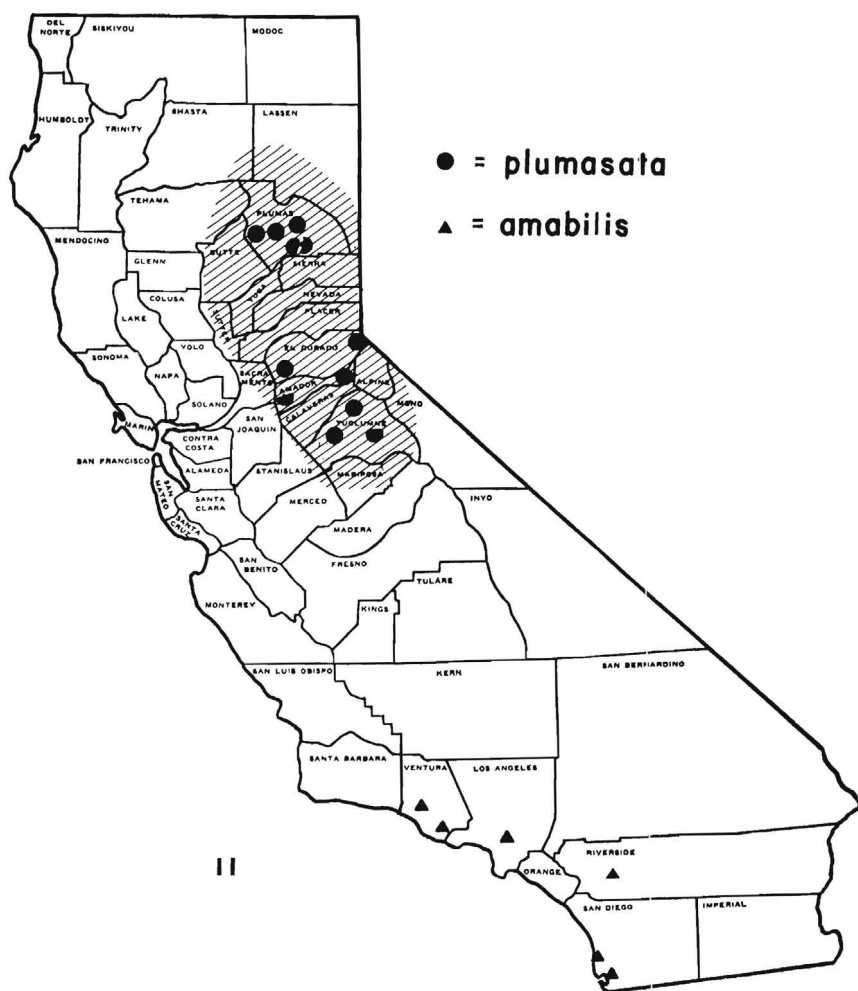 DEL NORTE
SISKIYOU
MODOC
HUMBOLDT
TRINITY
SHASTA
LASSEN
● = plumasata
▲ = amabilis
TEHAMA
PLUMAS
MENDOCINO
GLENN
BUTTE
SIERRA
COLUSA
YUBA
NEVADA
LAKE
SUTTER
PLACER
SONOMA
YOLO
EL DORADO
NAPA
SACRAMENTO
AMADOR
ALPINE
SOLANO
CALAVERAS
MONO
MARIN
SAN JOAQUIN
TUOLUMNE
CONTRA COSTA
SAN FRANCISCO
ALAMEDA
STANISLAUS
MARIPOSA
SAN MATEO
SANTA CLARA
MERCED
INYO
SANTA CRUZ
MADERA
SAN BENITO
FRESNO
TULARE
MONTEREY
KINGS
SAN LUIS OBISPO
KERN
SAN BERNARDINO
SANTA BARBARA
VENTURA
LOS ANGELES
11
RIVERSIDE
ORANGE
SAN DIEGO
IMPERIAL